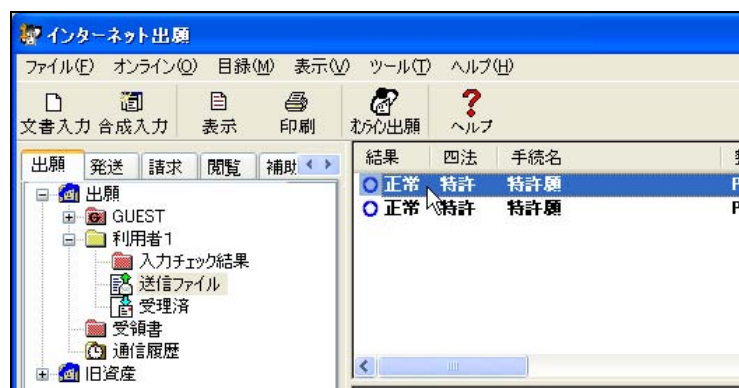 インターネット出願
ファイル(F) オンライン(O) 目録(M) 表示(V) ツール(T) ヘルプ(H)
文書入力 合成入力 表示 印刷 オンライン出願 ヘルプ
出願 発送 請求 閲覧 補助
結果 四法 手続名
正常 特許 特許願 P
正常 特許 特許願 P
出願
GUEST
利用者1
入力チェック結果
送信ファイル
受理済
受領書
通信履歴
旧資産